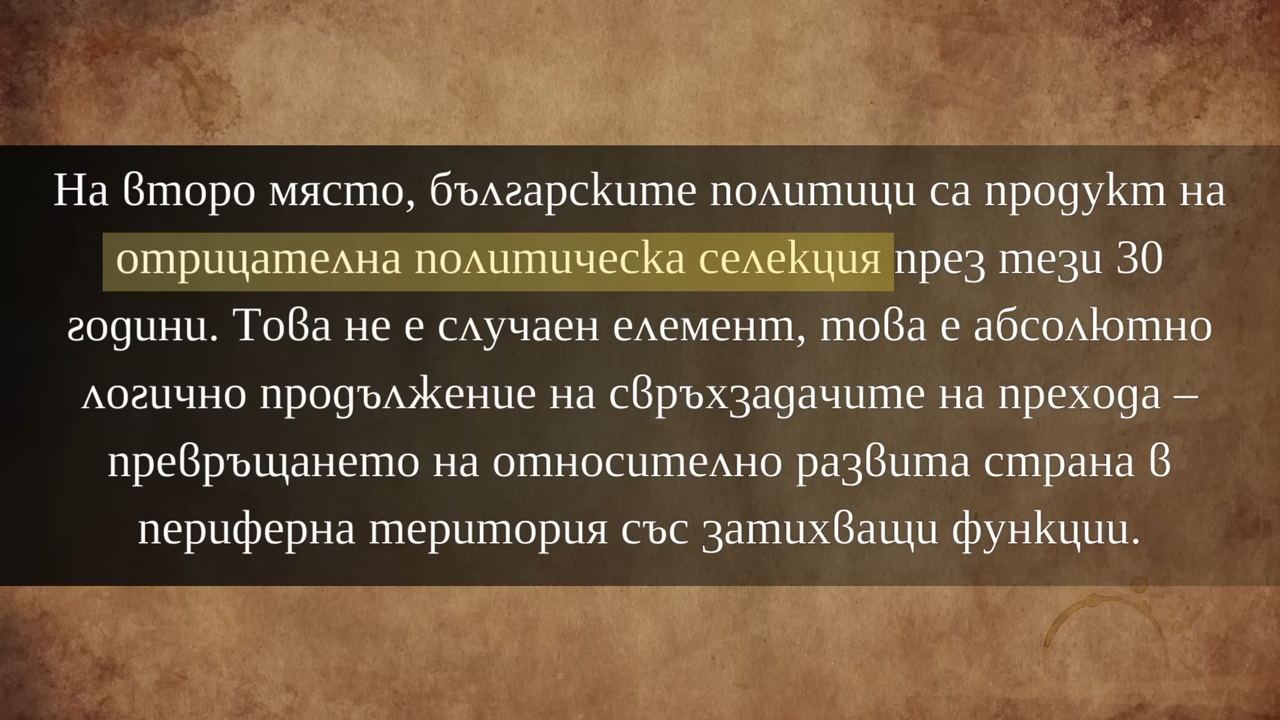 На второ място, българските политици са продукт на
отрицателна политическа селекция през тези 30
години. Това не е случаен елемент, това е абсолютно
логично продължение на свръхзадачите на прехода –
превръщането на относително развита страна в
периферна територия със затихващи функции.